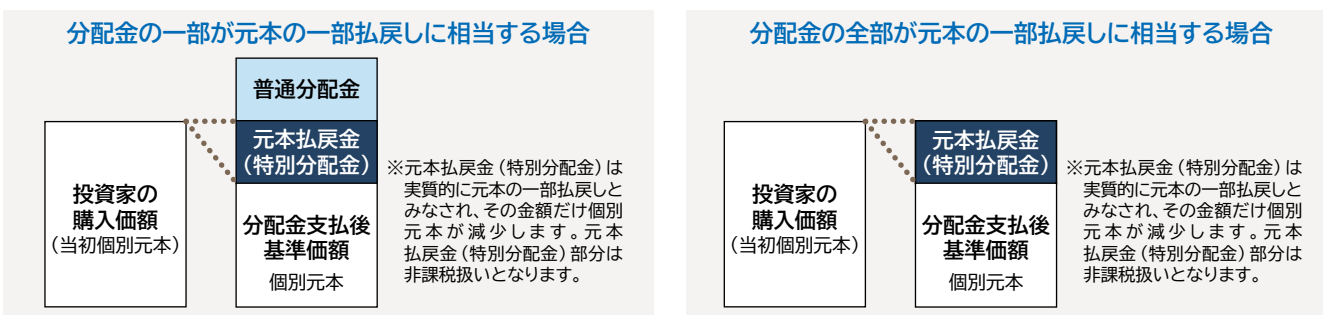 分配金の一部が元本の一部払戻しに相当する場合
普通分配金
元本払戻金
(特別分配金)
投資家の
購入価額
(当初個別元本)
分配金支払後
基準価額
個別元本
※元本払戻金(特別分配金)は
実質的に元本の一部払戻しと
みなされ、その金額だけ個別
元本が減少します。元本
払戻金(特別分配金)部分は
非課税扱いとなります。
分配金の全部が元本の一部払戻しに相当する場合
元本払戻金
(特別分配金)
投資家の
購入価額
(当初個別元本)
分配金支払後
基準価額
個別元本
※元本払戻金(特別分配金)は
実質的に元本の一部払戻しと
みなされ、その金額だけ個別
元本が減少します。元本
払戻金(特別分配金)部分は
非課税扱いとなります。